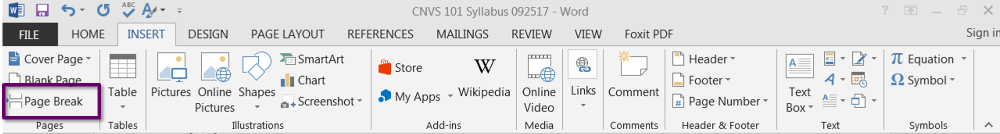 ABC
CNVS 101 Syllabus 092517 - Word
FILE HOME INSERT DESIGN PAGE LAYOUT REFERENCES MAILINGS REVIEW VIEW Foxit PDF Sign in
Cover Page
Blank Page
Page Break
Pages
Table
Tables
Pictures
Online
Pictures
Shapes
SmartArt
Chart
Screenshot
Illustrations
Store
My Apps
W
Wikipedia
Add-ins
Online
Video
Media
Links
Comment
Comments
Header
Footer
# Page Number
Header & Footer
A
Text
Box
A
A
Text
π Equation
Ω Symbol
Symbols